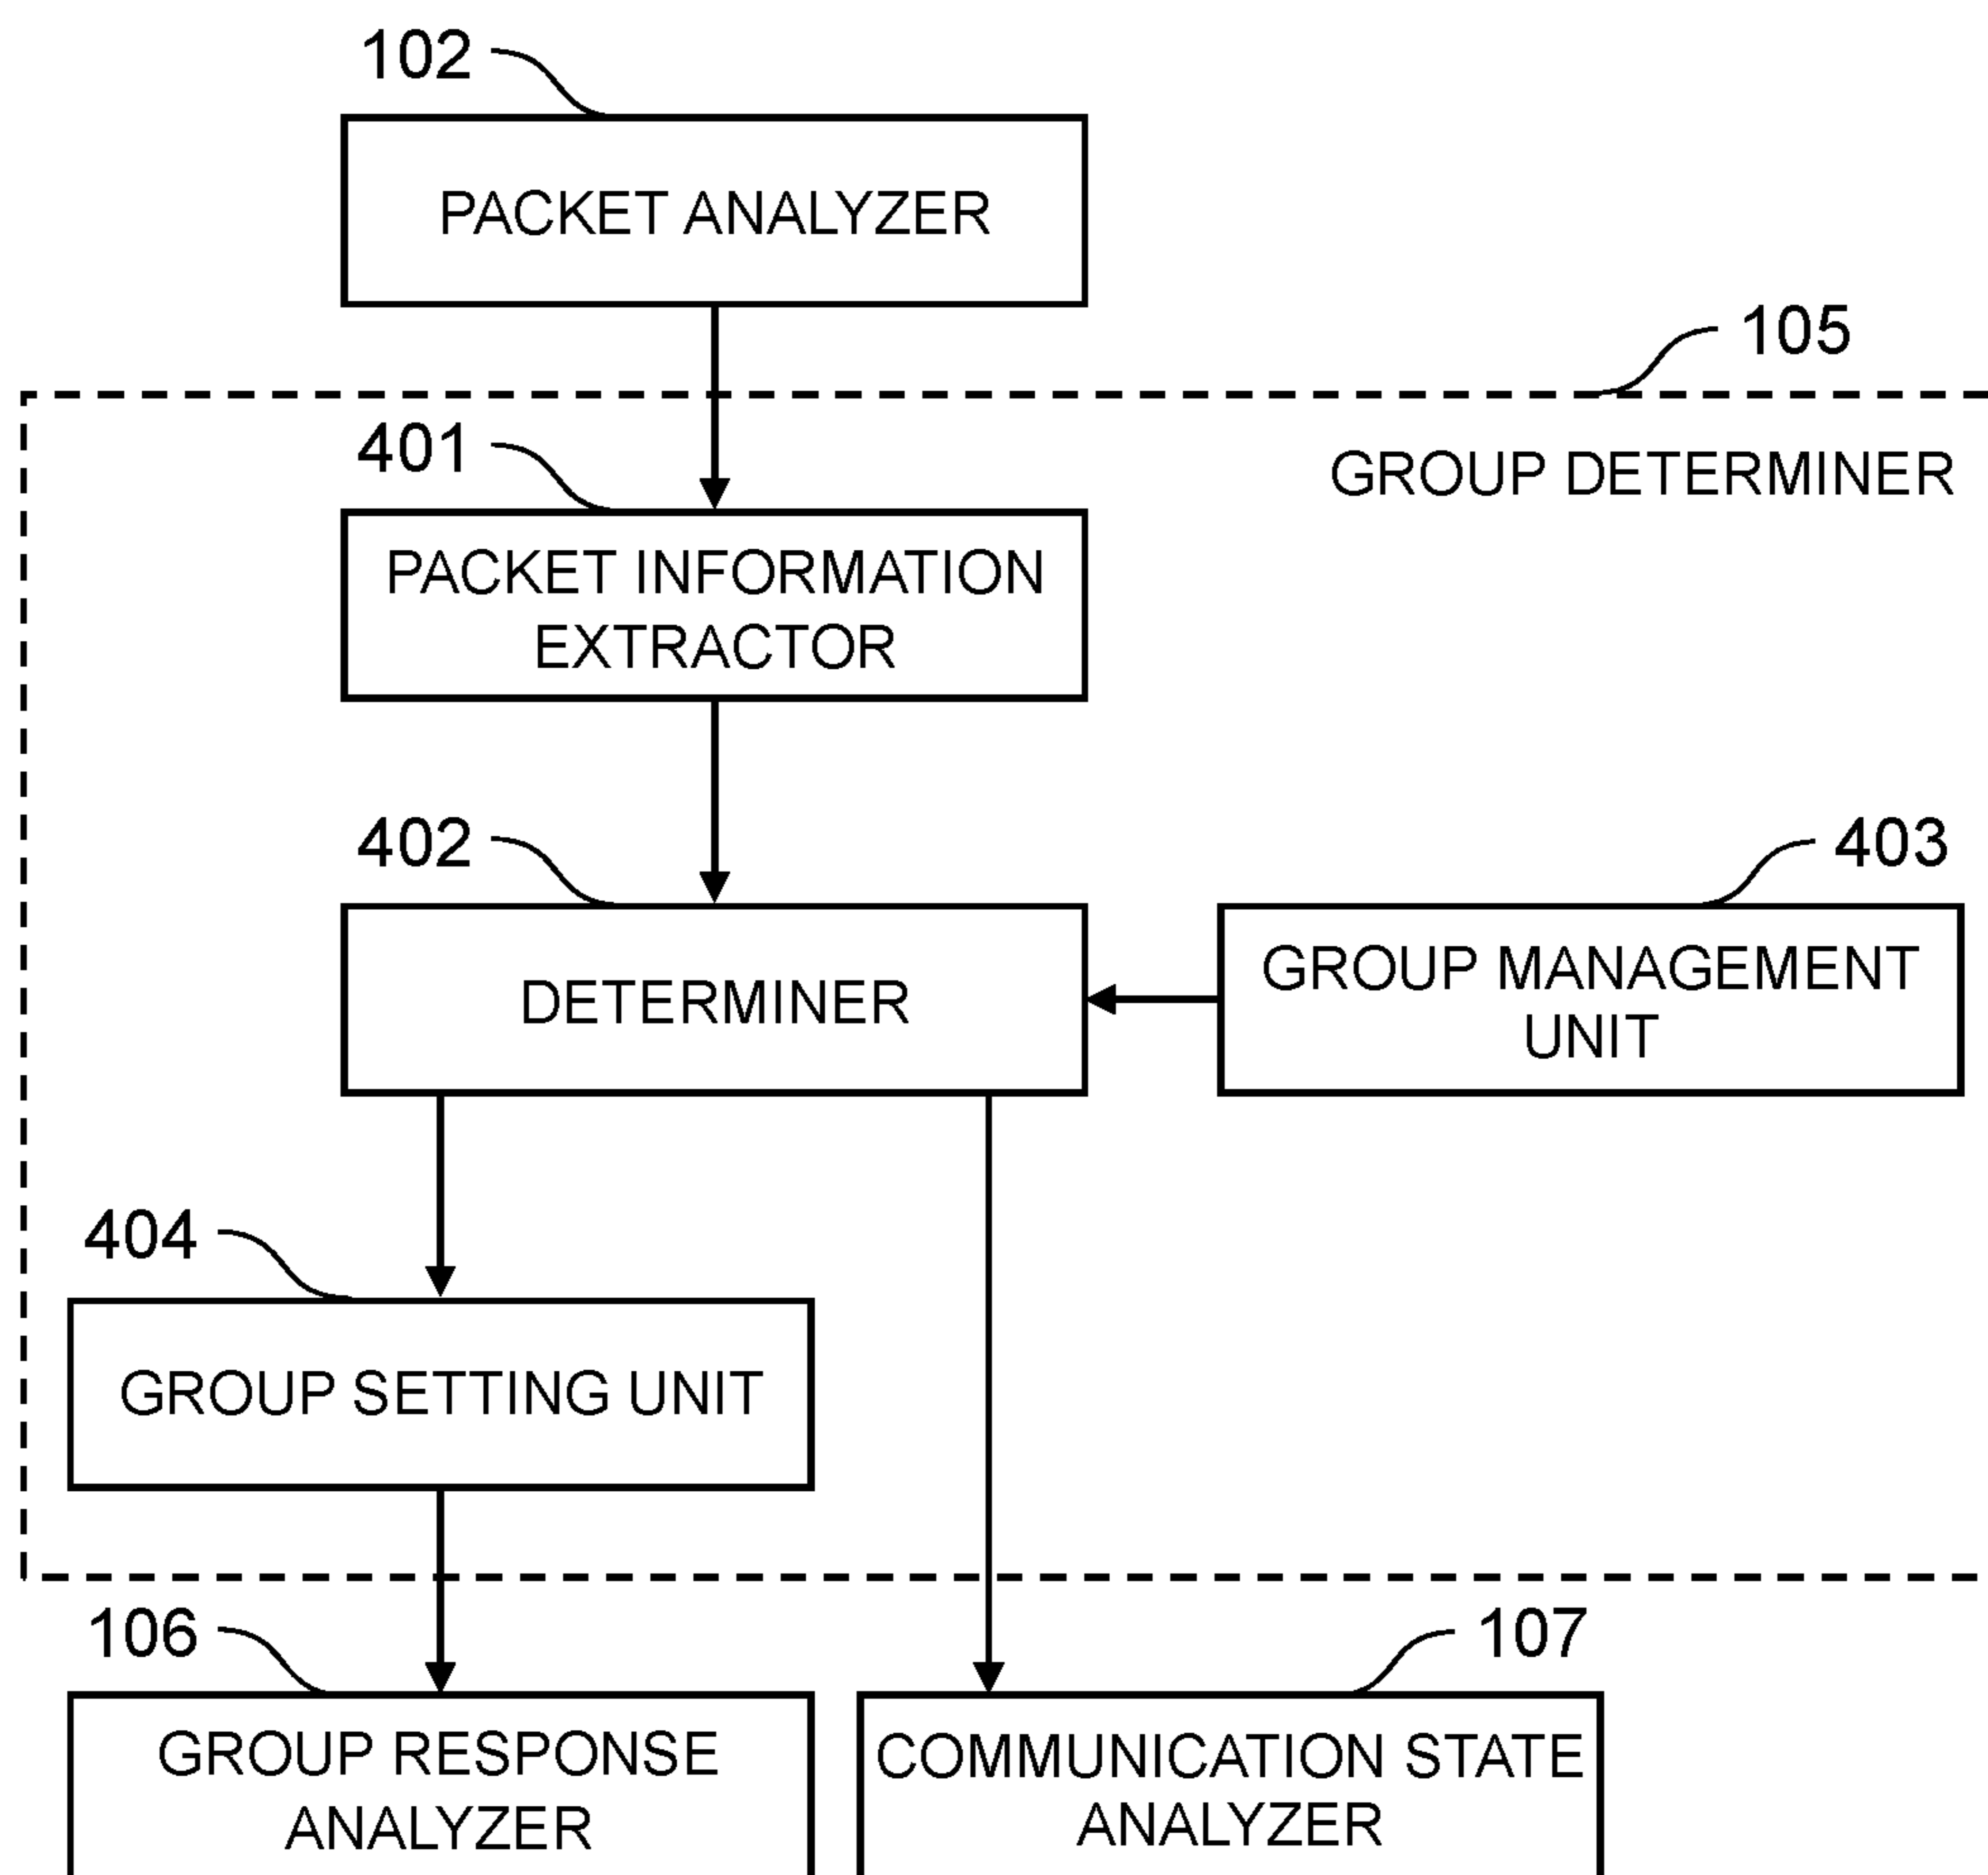 102
PACKET ANALYZER
105
GROUP DETERMINER
401
PACKET INFORMATION
EXTRACTOR
402
DETERMINER
403
GROUP MANAGEMENT
UNIT
404
GROUP SETTING UNIT
106
GROUP RESPONSE
ANALYZER
107
COMMUNICATION STATE
ANALYZER